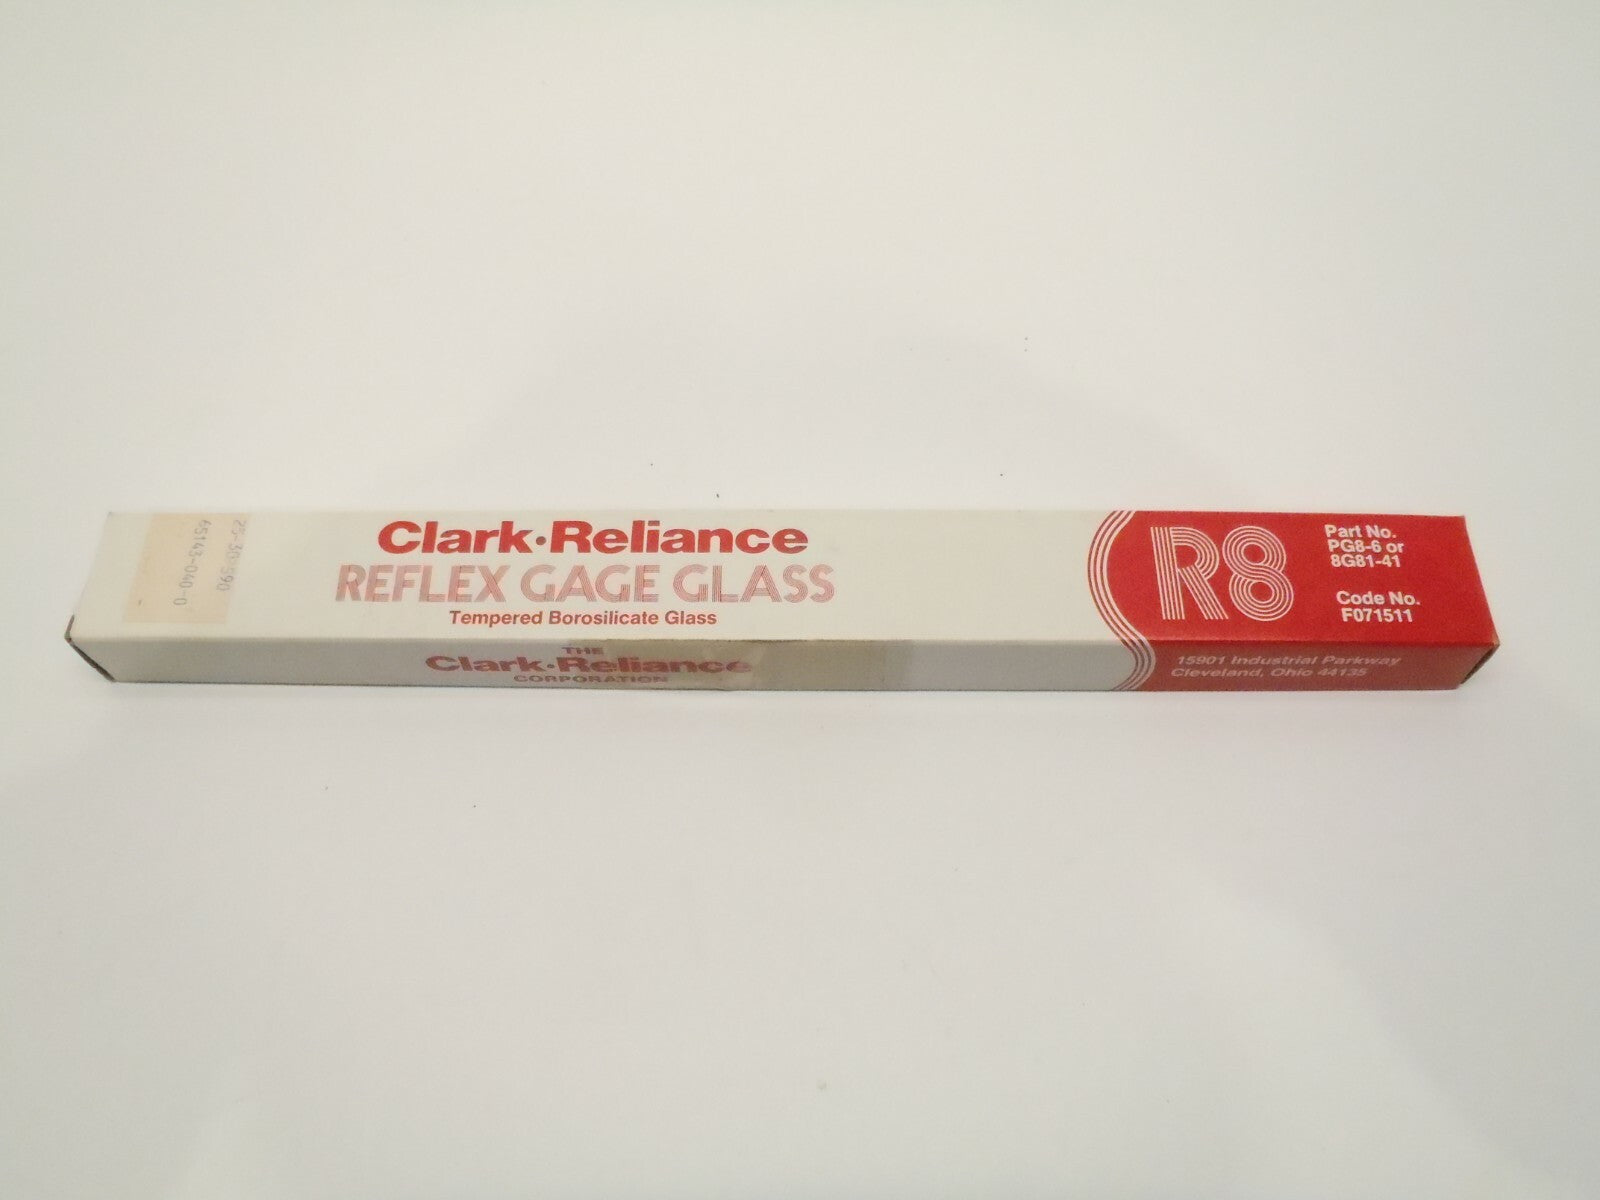 Clark·Reliance
REFLEX GAGE GLASS
Tempered Borosilicate Glass
R8
Part No.
PG8-6 or
8G81-41
Code No.
F071511
THE
Clark·Reliance
CORPORATION
15901 Industrial Parkway
Cleveland, Ohio 44135
65143-040-0